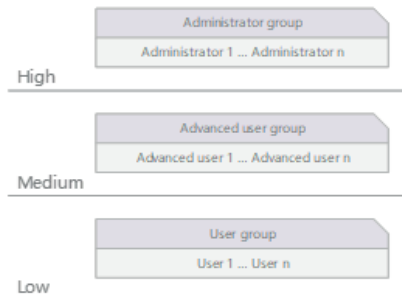 Administrator group
Administrator 1 ... Administrator n
High
Advanced user group
Advanced user 1 ... Advanced user n
Medium
User group
User 1 ... User n
Low